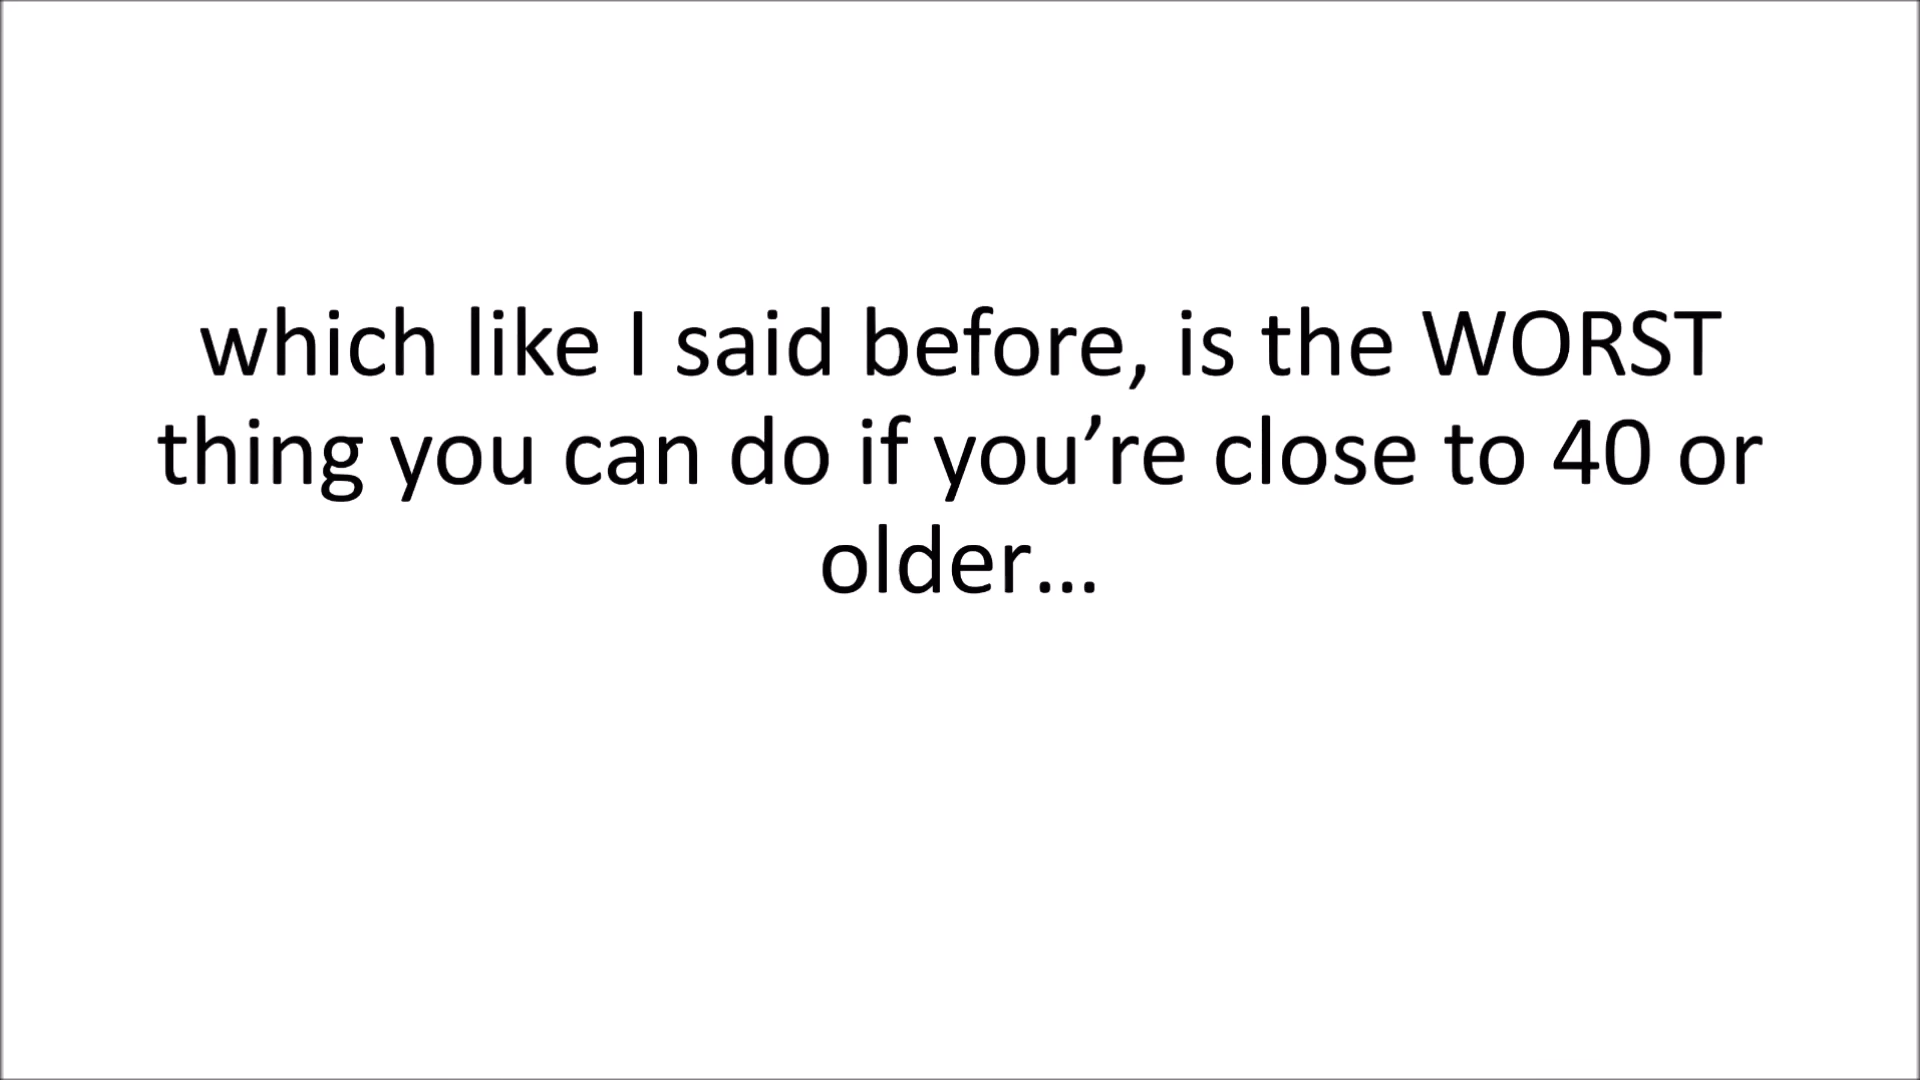 which like I said before, is the WORST
thing you can do if you’re close to 40 or
older…